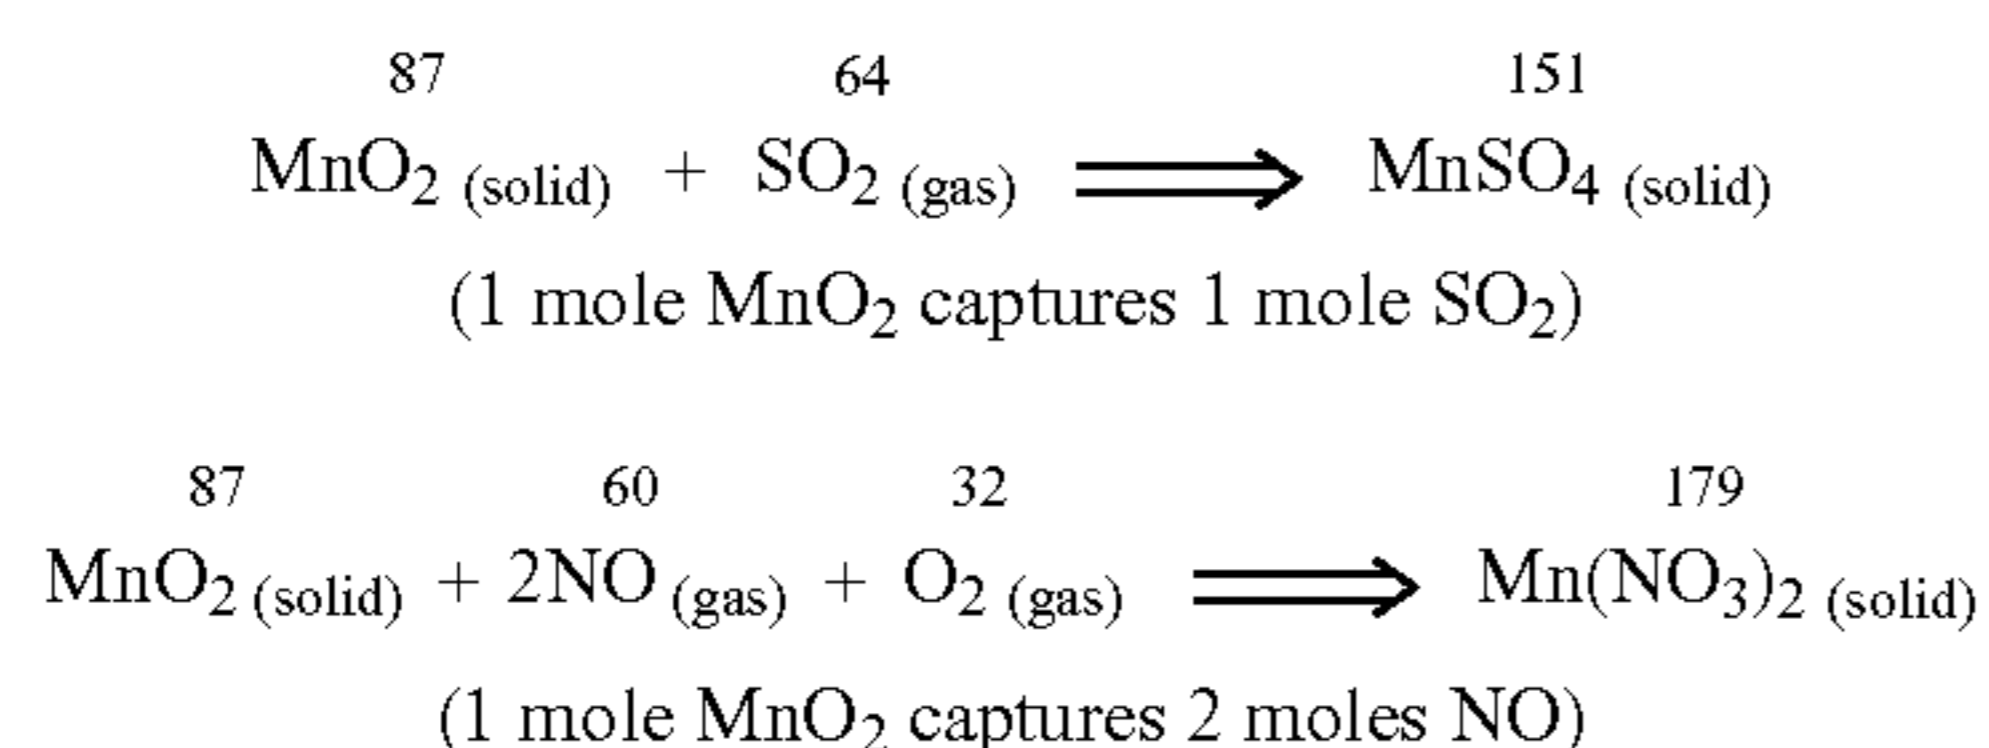 87 64 151
MnO₂ (solid) + SO₂ (gas) ⟹ MnSO₄ (solid)
(1 mole MnO₂ captures 1 mole SO₂)
87 60 32 179
MnO₂ (solid) + 2NO (gas) + O₂ (gas) ⟹ Mn(NO₃)₂ (solid)
(1 mole MnO₂ captures 2 moles NO)